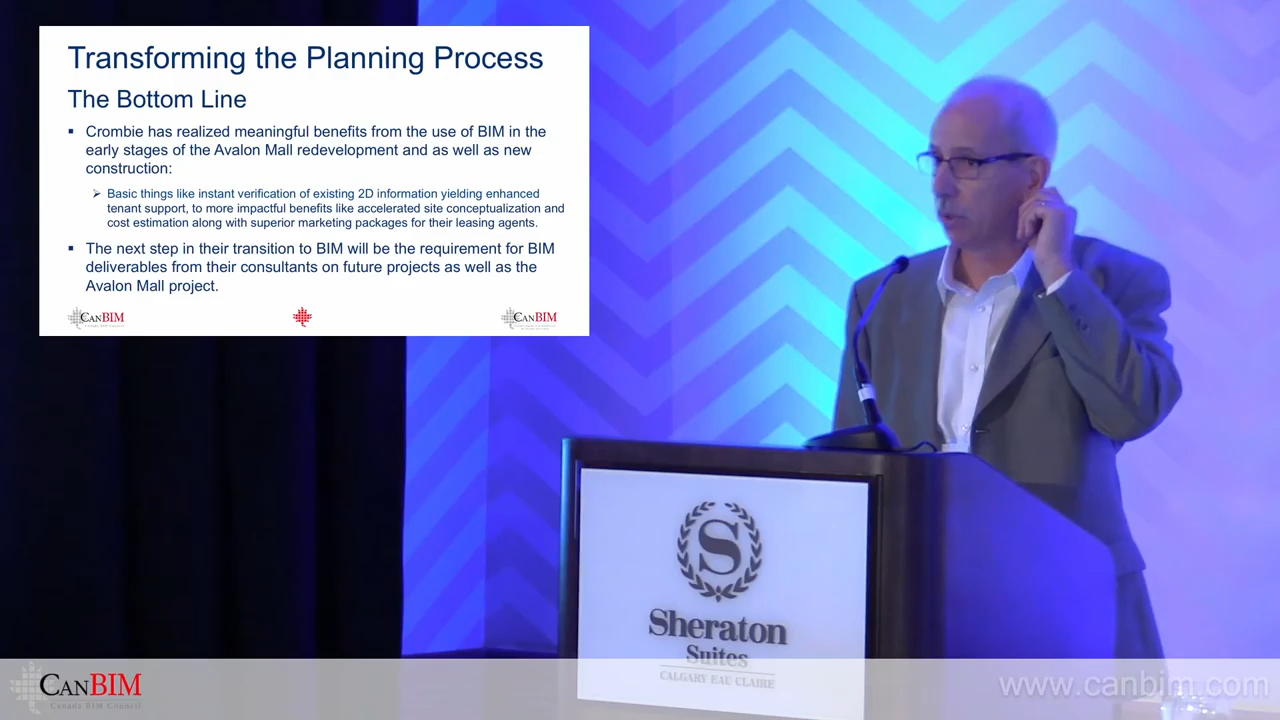 Transforming the Planning Process
The Bottom Line
▪ Crombie has realized meaningful benefits from the use of BIM in the
early stages of the Avalon Mall redevelopment and as well as new
construction:
➢ Basic things like instant verification of existing 2D information yielding enhanced
tenant support, to more impactful benefits like accelerated site conceptualization and
cost estimation along with superior marketing packages for their leasing agents.
▪ The next step in their transition to BIM will be the requirement for BIM
deliverables from their consultants on future projects as well as the
Avalon Mall project.
CANBIM
CANBIM
S
Sheraton
Suites
CALGARY EAU CLAIRE
CANBIM
Canada BIM Council
www.canbim.com